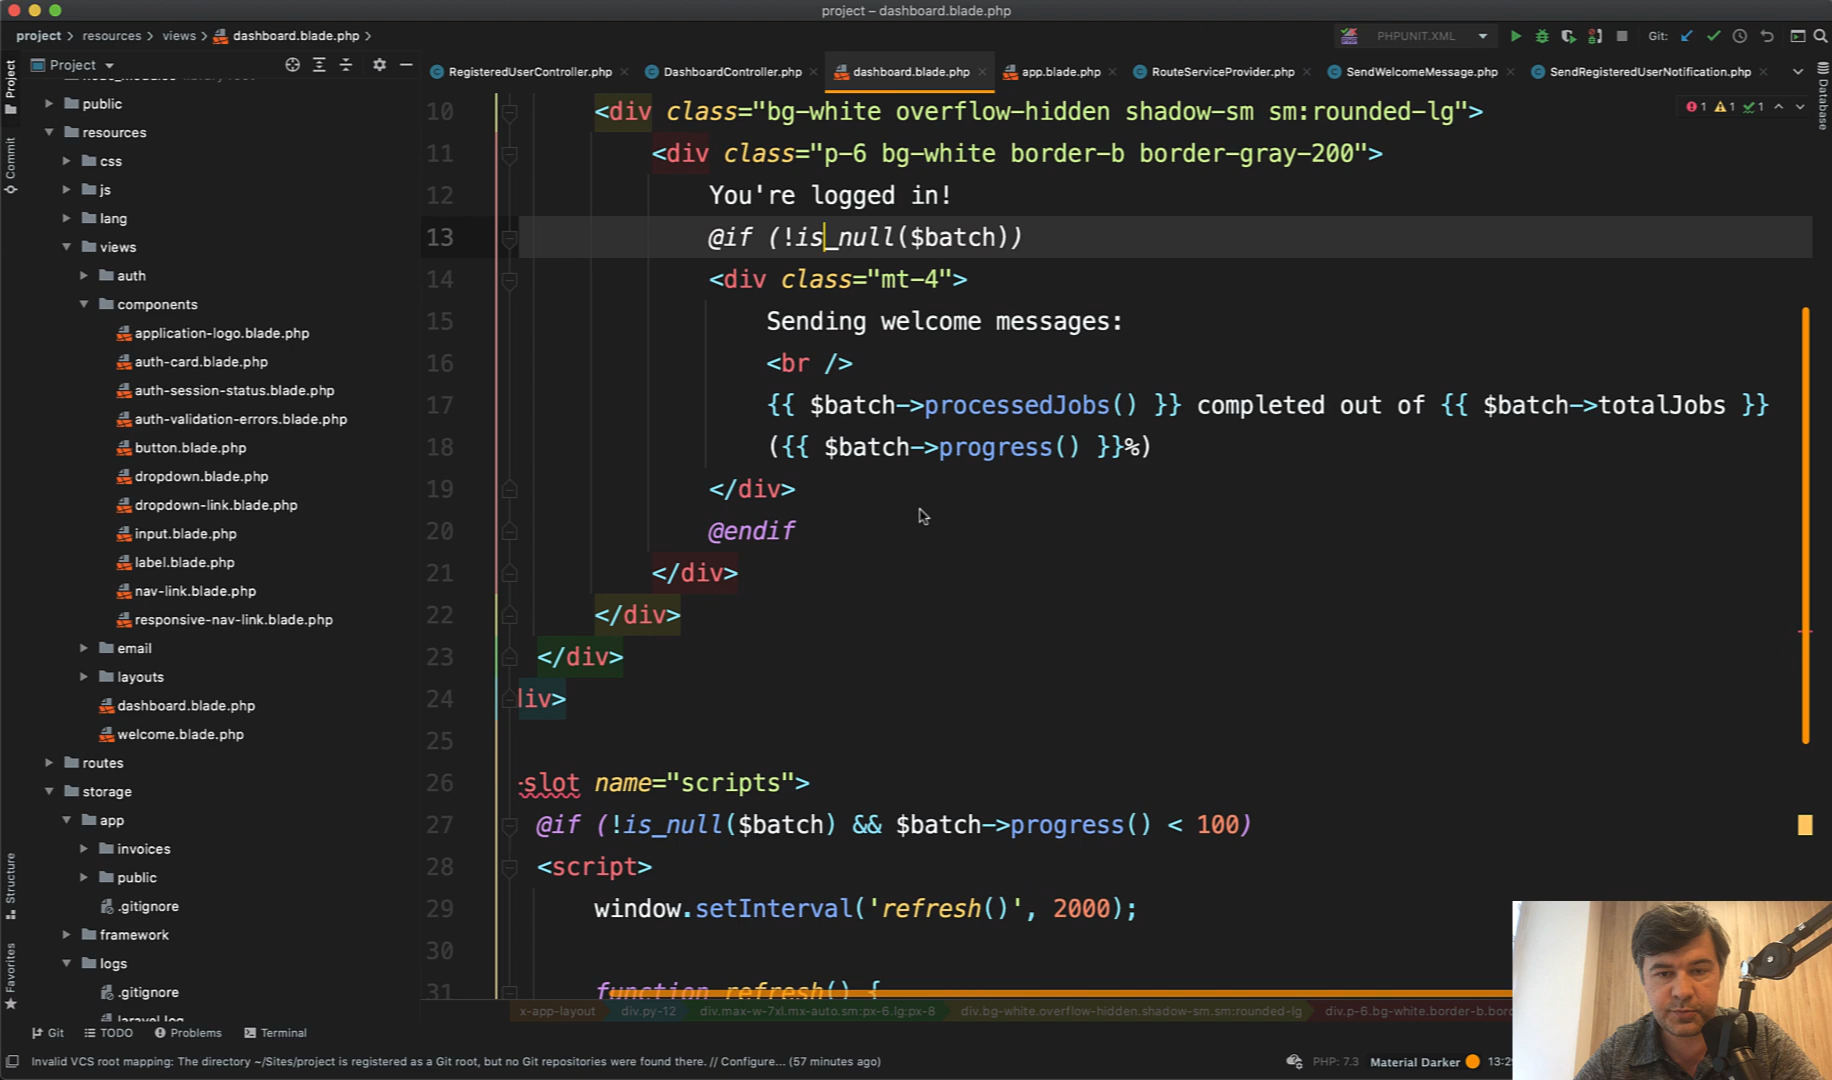 project – dashboard.blade.php
project resources views dashboard.blade.php
PHPUNIT.XML Git:
Project
RegisteredUserController.php DashboardController.php dashboard.blade.php app.blade.php RouteServiceProvider.php SendWelcomeMessage.php SendRegisteredUserNotification.php
Project
Commit
Structure
Favorites
Database
public
resources
css
js
lang
views
auth
components
application-logo.blade.php
auth-card.blade.php
auth-session-status.blade.php
auth-validation-errors.blade.php
button.blade.php
dropdown.blade.php
dropdown-link.blade.php
input.blade.php
label.blade.php
nav-link.blade.php
responsive-nav-link.blade.php
email
layouts
dashboard.blade.php
welcome.blade.php
routes
storage
app
invoices
public
.gitignore
framework
logs
.gitignore
laravel.log
1 1 1
10 <div class="bg-white overflow-hidden shadow-sm sm:rounded-lg">
11 <div class="p-6 bg-white border-b border-gray-200">
12 You're logged in!
13 @if (!is_null($batch))
14 <div class="mt-4">
15 Sending welcome messages:
16 <br />
17 {{ $batch->processedJobs() }} completed out of {{ $batch->totalJobs }}
18 ({{ $batch->progress() }}%)
19 </div>
20 @endif
21 </div>
22 </div>
23 </div>
24 iv>
25
26 -slot name="scripts">
27 @if (!is_null($batch) && $batch->progress() < 100)
28 <script>
29 window.setInterval('refresh()', 2000);
30
31 function refresh() {
x-app-layout div.py-12 div.max-w-7xl.mx-auto.sm:px-6.lg:px-8 div.bg-white.overflow-hidden.shadow-sm.sm:rounded-lg div.p-6.bg-white.border-b.bor
Git TODO Problems Terminal
Invalid VCS root mapping: The directory ~/Sites/project is registered as a Git root, but no Git repositories were found there. // Configure... (57 minutes ago)
PHP: 7.3 Material Darker 13:2